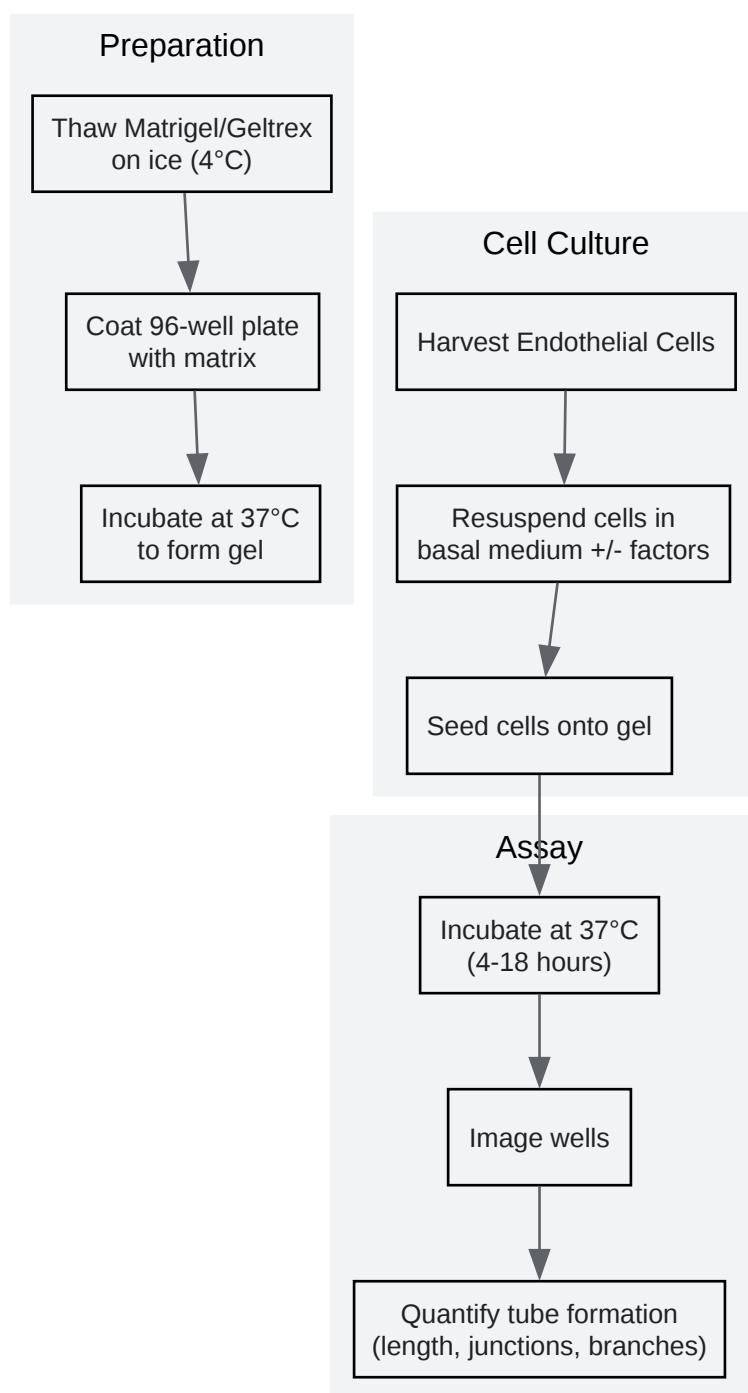 Preparation
Thaw Matrigel/Geltrex
on ice (4°C)
Coat 96-well plate
with matrix
Incubate at 37°C
to form gel
Cell Culture
Harvest Endothelial Cells
Resuspend cells in
basal medium +/- factors
Seed cells onto gel
Assay
Incubate at 37°C
(4-18 hours)
Image wells
Quantify tube formation
(length, junctions, branches)